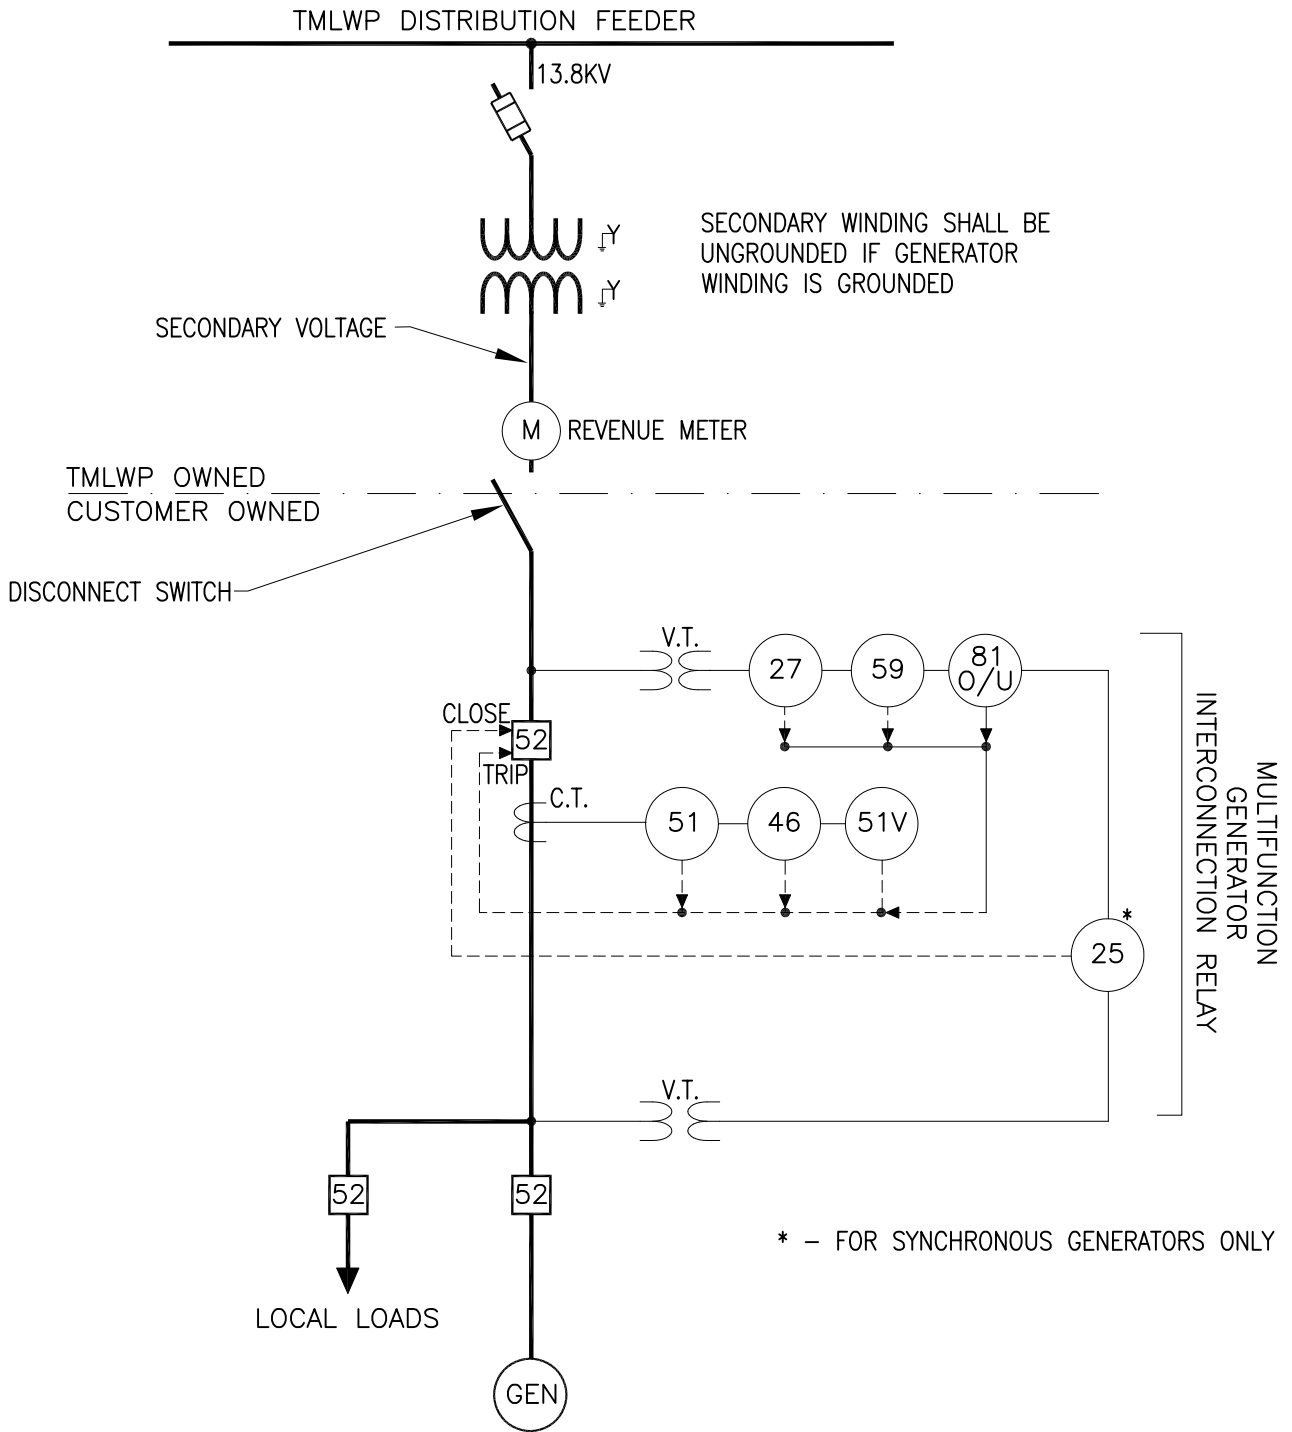 TMLWP DISTRIBUTION FEEDER
13.8KV
Y
SECONDARY WINDING SHALL BE
UNGROUNDED IF GENERATOR
WINDING IS GROUNDED
Y
SECONDARY VOLTAGE
M
REVENUE METER
TMLWP OWNED
CUSTOMER OWNED
DISCONNECT SWITCH
V.T.
27
59
81
O/U
CLOSE
52
TRIP
C.T.
51
46
51V
*
25
MULTIFUNCTION
GENERATOR
INTERCONNECTION RELAY
V.T.
52
52
* – FOR SYNCHRONOUS GENERATORS ONLY
LOCAL LOADS
GEN